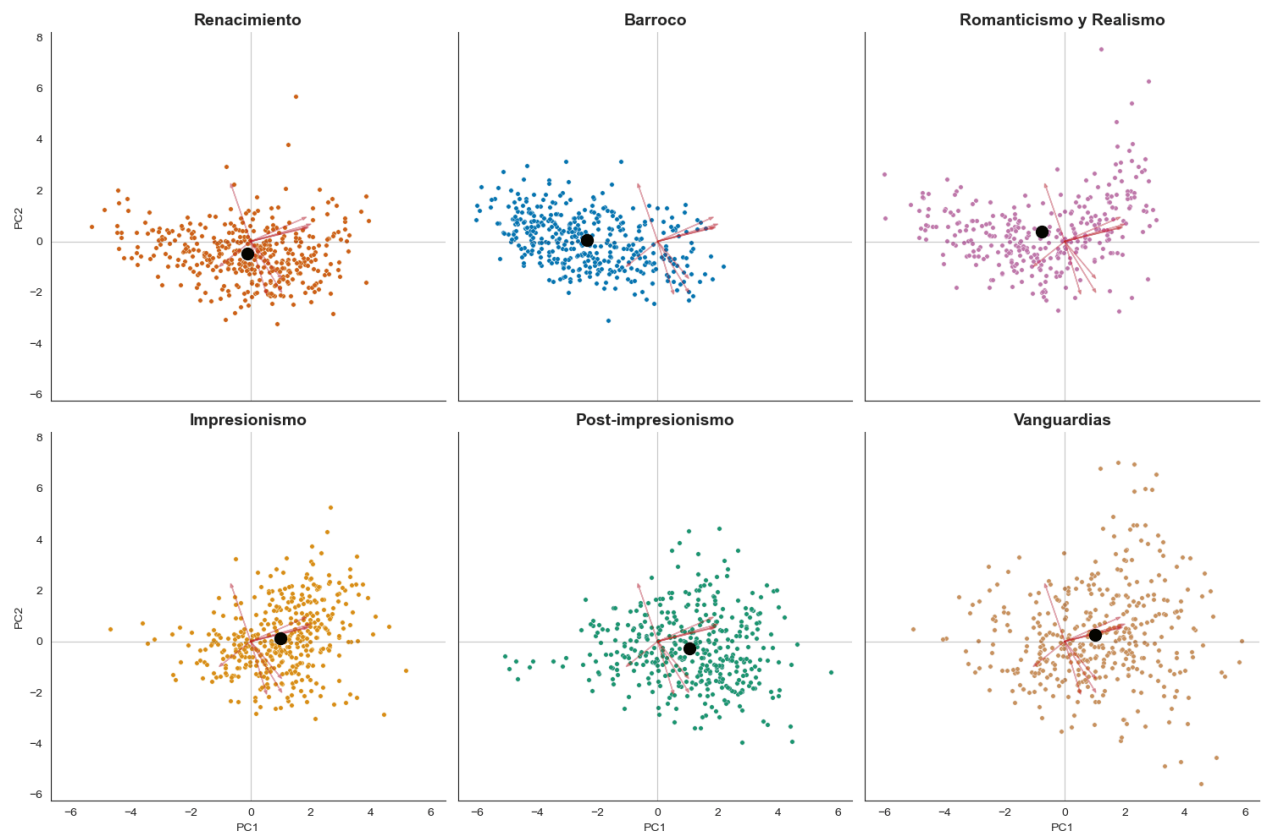 Renacimiento
Barroco
Romanticismo y Realismo
8
6
4
2
0
−2
−4
−6
PC2
Impresionismo
Post-impresionismo
Vanguardias
8
6
4
2
0
−2
−4
−6
PC2
−6 −4 −2 0 2 4 6
−6 −4 −2 0 2 4 6
−6 −4 −2 0 2 4 6
PC1
PC1
PC1